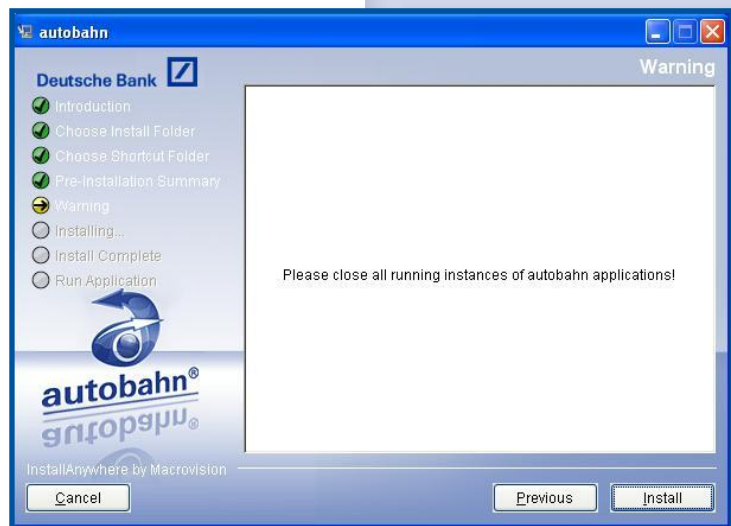 autobahn
Deutsche Bank
Warning
Introduction
Choose Install Folder
Choose Shortcut Folder
Pre-Installation Summary
Warning
Installing...
Install Complete
Run Application
Please close all running instances of autobahn applications!
autobahn®
InstallAnywhere by Macrovision
Cancel
Previous
Install